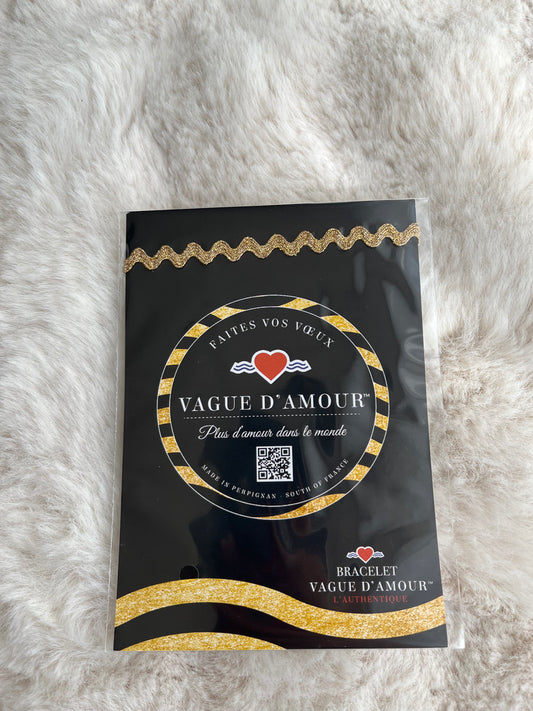 FAITES VOS VŒUX
VAGUE D'AMOUR™
Plus d'amour dans le monde
MADE IN PERPIGNAN - SOUTH OF FRANCE
BRACELET
VAGUE D'AMOUR™
L'AUTHENTIQUE